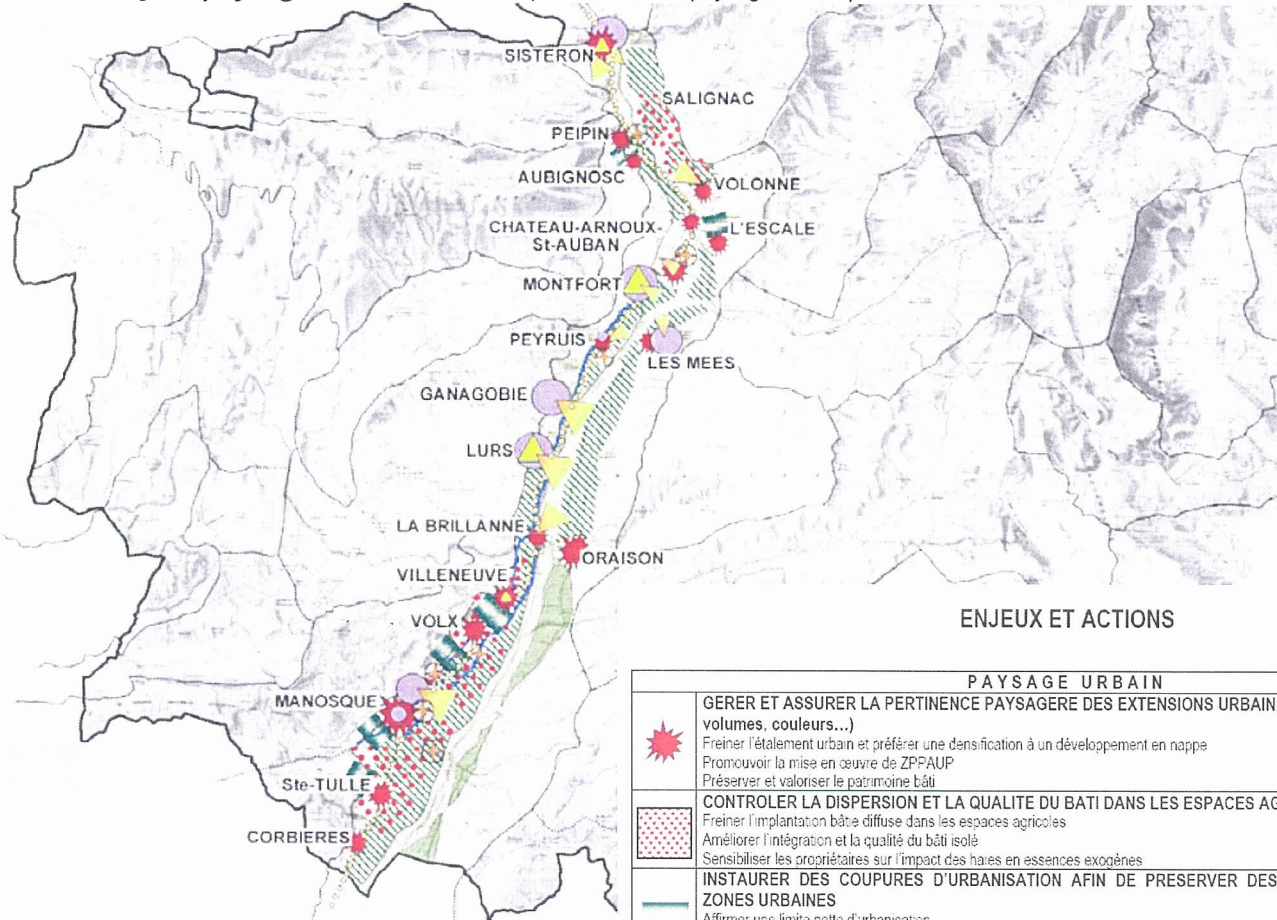 SISTERON
SALIGNAC
PEIPIN
AUBIGNOSC
VOLONNE
CHATEAU-ARNOUX-
St-AUBAN
L'ESCALE
MONTFORT
PEYRUIS
LES MEES
GANAGOBIE
LURS
LA BRILLANNE
ORAISON
VILLENEUVE
VOLX
MANOSQUE
Ste-TULLE
CORBIERES
ENJEUX ET ACTIONS
PAYSAGE URBAIN
GERER ET ASSURER LA PERTINENCE PAYSAGERE DES EXTENSIONS URBAIN
volumes, couleurs...)
Freiner l'étalement urbain et préférer une densification à un développement en nappe
Promouvoir la mise en œuvre de ZPPAUP
Préserver et valoriser le patrimoine bâti
CONTROLER LA DISPERSION ET LA QUALITE DU BATI DANS LES ESPACES AG
Freiner l'implantation bâtie diffuse dans les espaces agricoles
Améliorer l'intégration et la qualité du bâti isolé
Sensibiliser les propriétaires sur l'impact des haies en essences exogènes
INSTAURER DES COUPURES D'URBANISATION AFIN DE PRESERVER DES
ZONES URBAINES
Affirmer une limite nette d'urbanisation